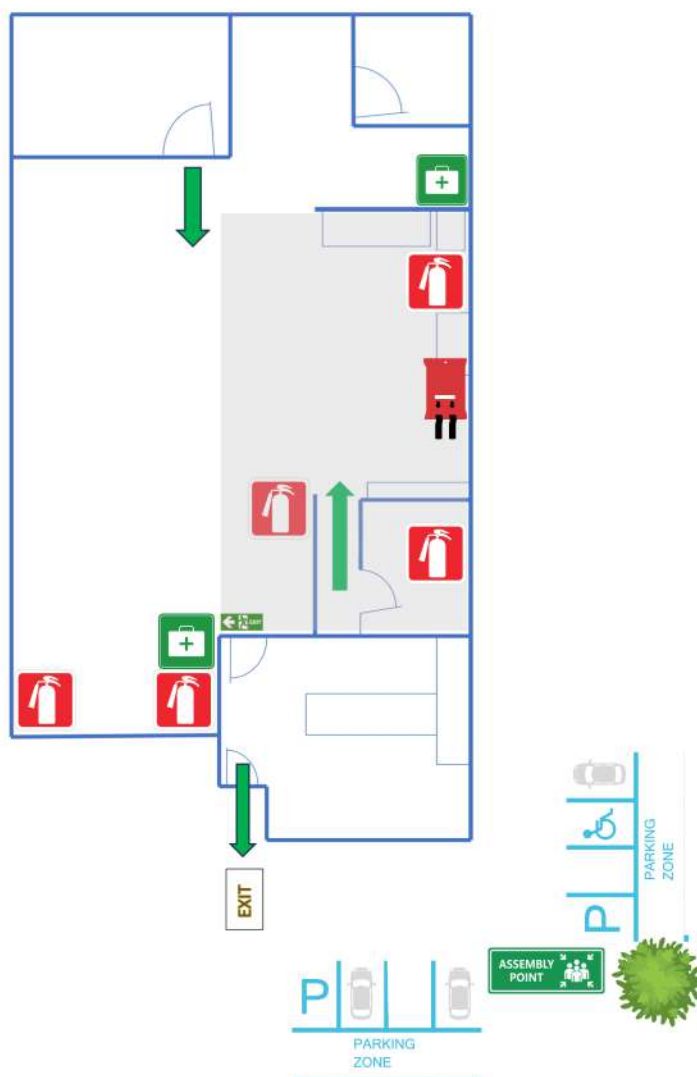 EXIT
EXIT
PARKING
ZONE
P
ASSEMBLY
POINT
P
PARKING
ZONE